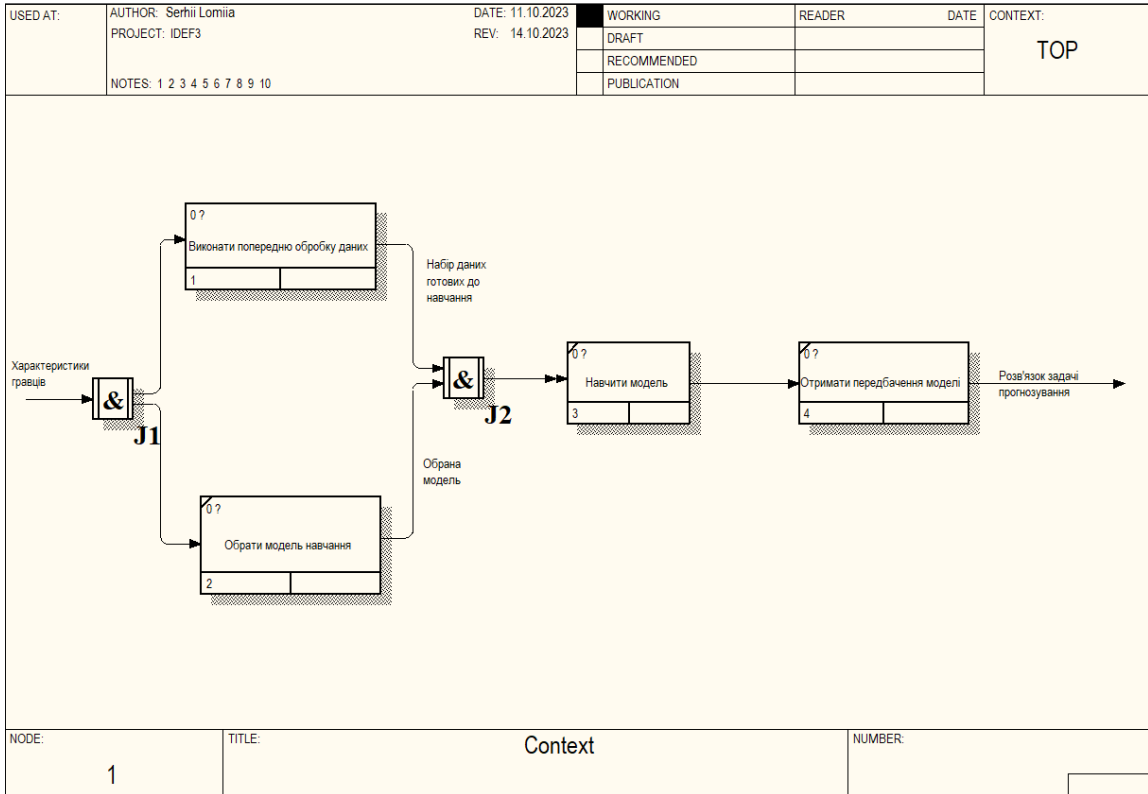 USED AT:
AUTHOR: Serhii Lomiia
DATE: 11.10.2023
PROJECT: IDEF3
REV: 14.10.2023
NOTES: 1 2 3 4 5 6 7 8 9 10
WORKING
DRAFT
RECOMMENDED
PUBLICATION
READER
DATE
CONTEXT:
TOP
0 ?
Виконати попередню обробку даних
1
Набір даних
готових до
навчання
Характеристики
гравців
&
J1
&
J2
0 ?
Навчити модель
3
0 ?
Отримати передбачення моделі
4
Розв'язок задачі
прогнозування
Обрана
модель
0 ?
Обрати модель навчання
2
NODE:
1
TITLE:
Context
NUMBER: